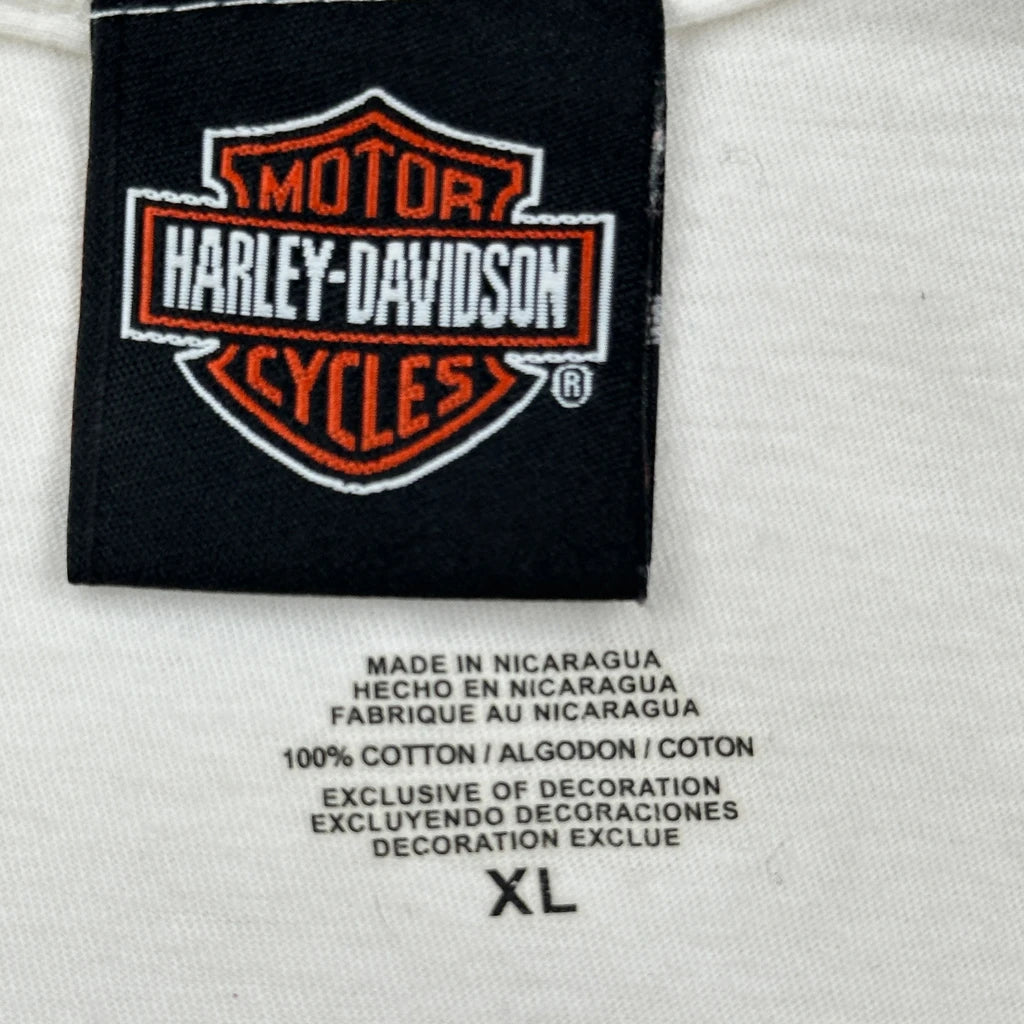 MOTOR
HARLEY-DAVIDSON
CYCLES
®
MADE IN NICARAGUA
HECHO EN NICARAGUA
FABRIQUE AU NICARAGUA
100% COTTON / ALGODON / COTON
EXCLUSIVE OF DECORATION
EXCLUYENDO DECORACIONES
DECORATION EXCLUE
XL